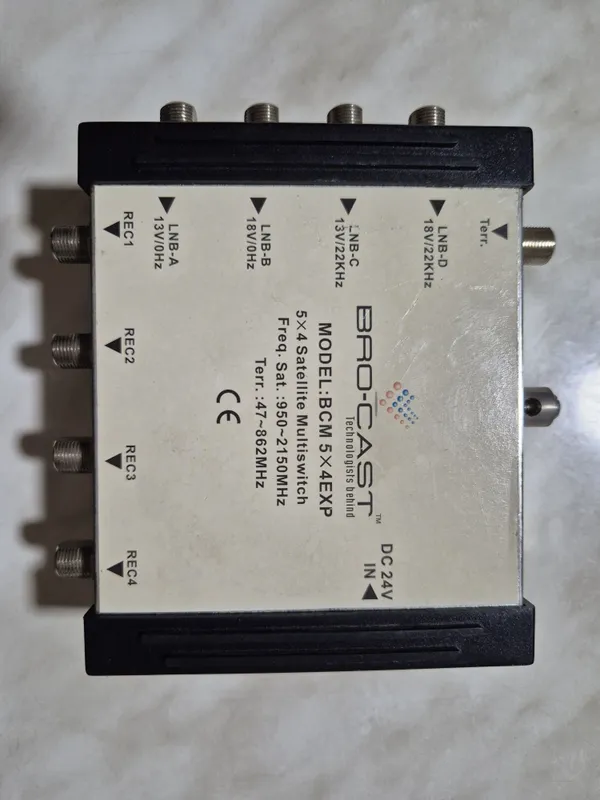 Terr.
LNB-D
18V/22KHz
LNB-C
13V/22KHz
LNB-B
18V/0Hz
LNB-A
13V/0Hz
BRO-CAST™
Technologists behind
MODEL:BCM 5×4EXP
5×4 Satellite Multiswitch
Freq. Sat. :950~2150MHz
Terr. :47~862MHz
CE
DC 24V
IN
REC1
REC2
REC3
REC4